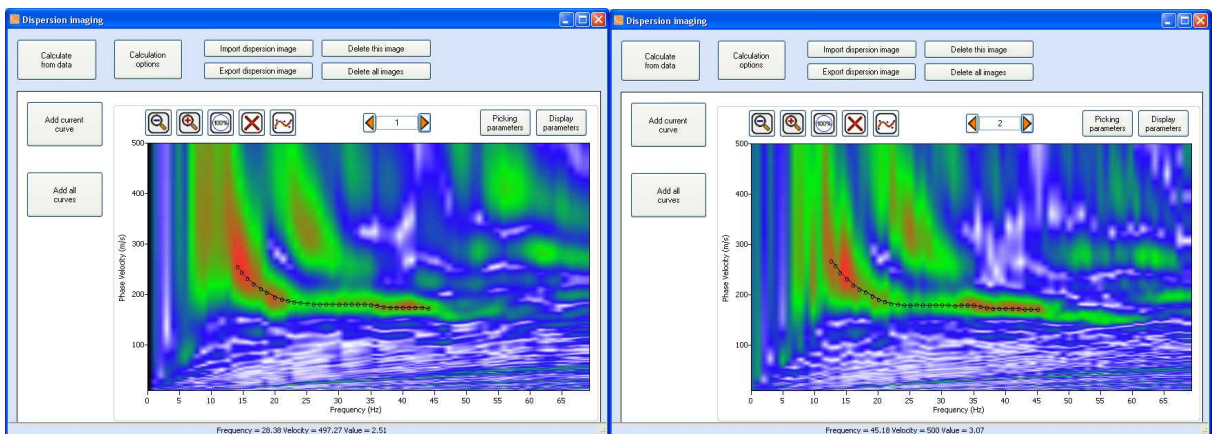 Dispersion imaging
Calculate
from data
Calculation
options
Import dispersion image
Delete this image
Export dispersion image
Delete all images
Add current
curve
100%
1
Picking
parameters
Display
parameters
Add all
curves
500
400
300
200
100
Phase Velocity (m/s)
0 5 10 15 20 25 30 35 40 45 50 55 60 65
Frequency (Hz)
Frequency = 28.38 Velocity = 497.27 Value = 2.51
Dispersion imaging
Calculate
from data
Calculation
options
Import dispersion image
Delete this image
Export dispersion image
Delete all images
Add current
curve
100%
2
Picking
parameters
Display
parameters
Add all
curves
500
400
300
200
100
Phase Velocity (m/s)
0 5 10 15 20 25 30 35 40 45 50 55 60 65
Frequency (Hz)
Frequency = 45.18 Velocity = 500 Value = 3.07